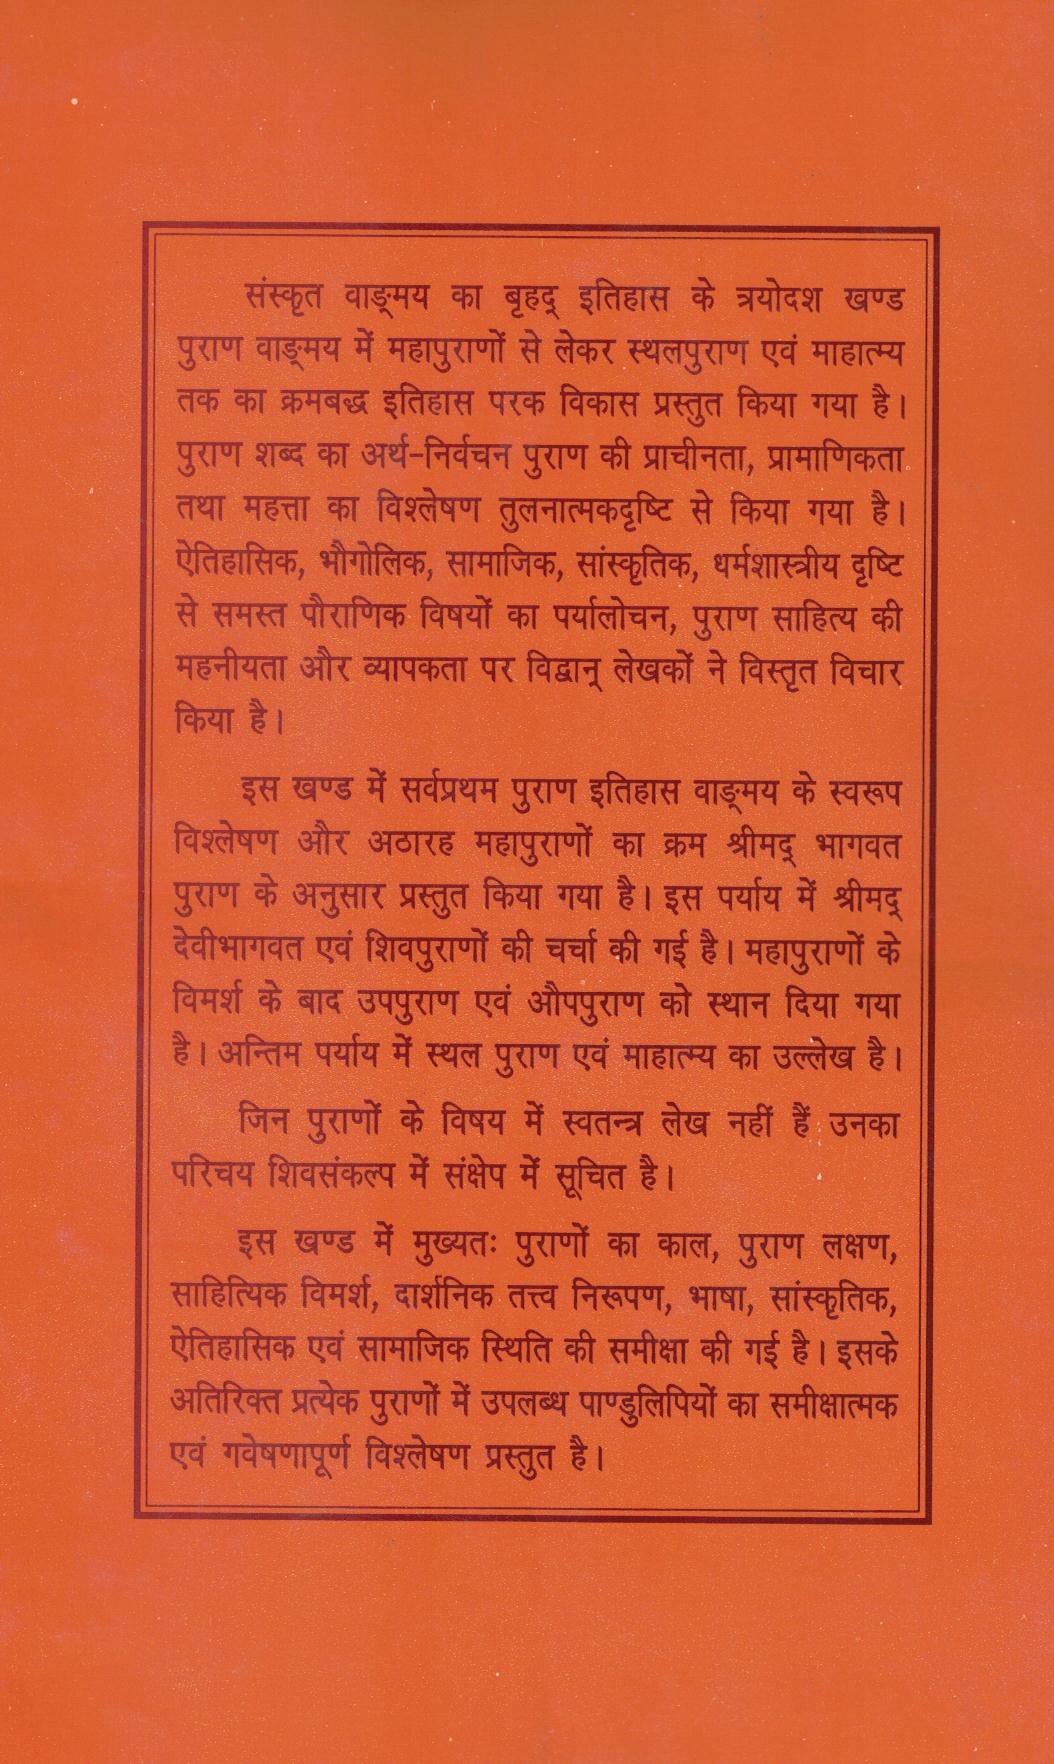 संस्कृत वाङ्मय का बृहद् इतिहास के त्रयोदश खण्ड
पुराण वाङ्मय में महापुराणों से लेकर स्थलपुराण एवं माहात्म्य
तक का क्रमबद्ध इतिहास परक विकास प्रस्तुत किया गया है।
पुराण शब्द का अर्थ-निर्वचन पुराण की प्राचीनता, प्रामाणिकता
तथा महत्ता का विश्लेषण तुलनात्मकदृष्टि से किया गया है।
ऐतिहासिक, भौगोलिक, सामाजिक, सांस्कृतिक, धर्मशास्त्रीय दृष्टि
से समस्त पौराणिक विषयों का पर्यालोचन, पुराण साहित्य की
महनीयता और व्यापकता पर विद्वान् लेखकों ने विस्तृत विचार
किया है।
इस खण्ड में सर्वप्रथम पुराण इतिहास वाङ्मय के स्वरूप
विश्लेषण और अठारह महापुराणों का क्रम श्रीमद् भागवत
पुराण के अनुसार प्रस्तुत किया गया है। इस पर्याय में श्रीमद्
देवीभागवत एवं शिवपुराणों की चर्चा की गई है। महापुराणों के
विमर्श के बाद उपपुराण एवं औपपुराण को स्थान दिया गया
है। अन्तिम पर्याय में स्थल पुराण एवं माहात्म्य का उल्लेख है।
जिन पुराणों के विषय में स्वतन्त्र लेख नहीं हैं उनका
परिचय शिवसंकल्प में संक्षेप में सूचित है।
इस खण्ड में मुख्यतः पुराणों का काल, पुराण लक्षण,
साहित्यिक विमर्श, दार्शनिक तत्त्व निरूपण, भाषा, सांस्कृतिक,
ऐतिहासिक एवं सामाजिक स्थिति की समीक्षा की गई है। इसके
अतिरिक्त प्रत्येक पुराणों में उपलब्ध पाण्डुलिपियों का समीक्षात्मक
एवं गवेषणापूर्ण विश्लेषण प्रस्तुत है।